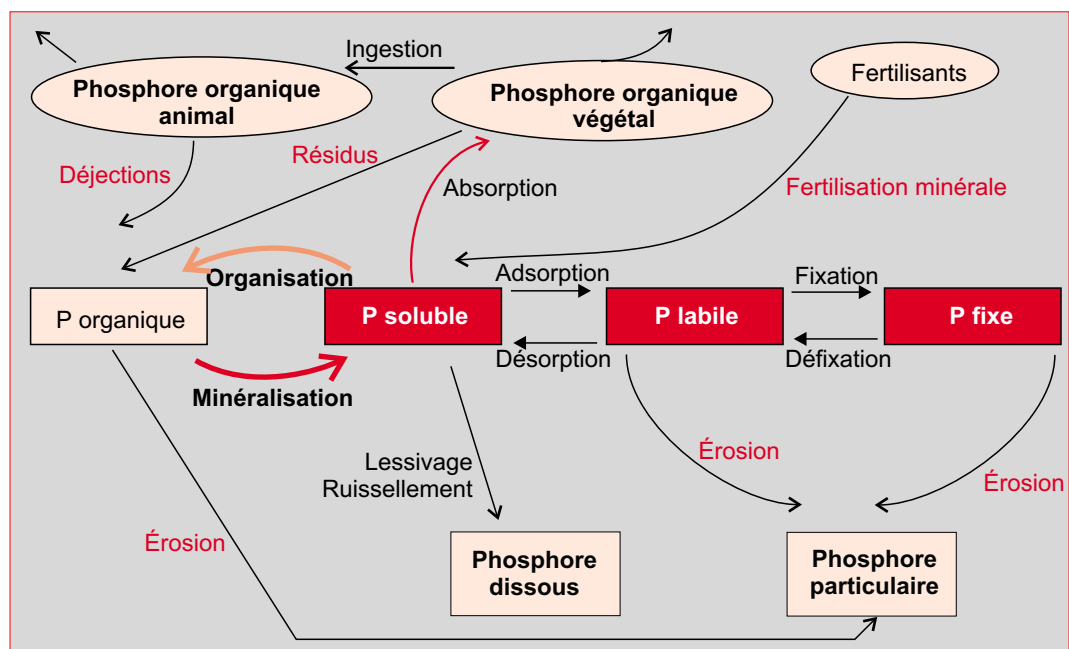 Ingestion
Phosphore organique
animal
Phosphore organique
végétal
Fertilisants
Déjections
Résidus
Absorption
Fertilisation minérale
Organisation
Adsorption
Fixation
P organique
P soluble
P labile
P fixe
Désorption
Défixation
Minéralisation
Lessivage
Ruissellement
Érosion
Érosion
Érosion
Phosphore
dissous
Phosphore
particulaire